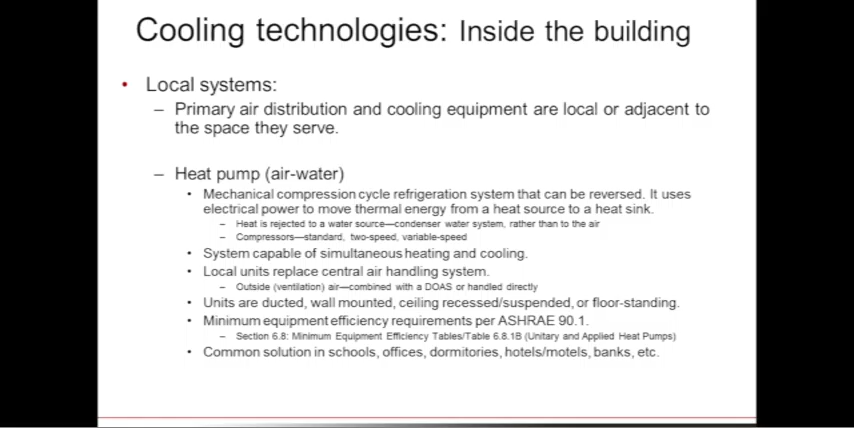 Cooling technologies: Inside the building
• Local systems:
– Primary air distribution and cooling equipment are local or adjacent to
the space they serve.
– Heat pump (air-water)
• Mechanical compression cycle refrigeration system that can be reversed. It uses
electrical power to move thermal energy from a heat source to a heat sink.
– Heat is rejected to a water source—condenser water system, rather than to the air
– Compressors—standard, two-speed, variable-speed
• System capable of simultaneous heating and cooling.
• Local units replace central air handling system.
– Outside (ventilation) air—combined with a DOAS or handled directly
• Units are ducted, wall mounted, ceiling recessed/suspended, or floor-standing.
• Minimum equipment efficiency requirements per ASHRAE 90.1.
– Section 6.8: Minimum Equipment Efficiency Tables/Table 6.8.1B (Unitary and Applied Heat Pumps)
• Common solution in schools, offices, dormitories, hotels/motels, banks, etc.